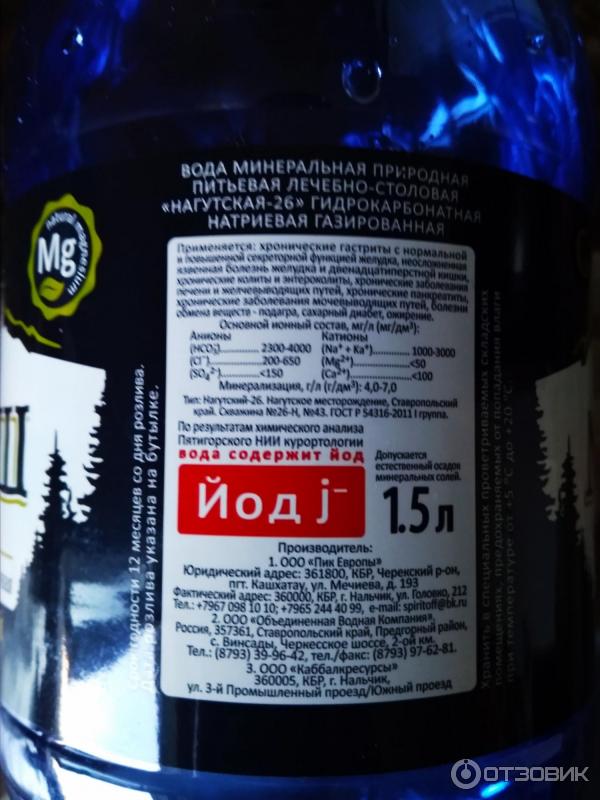 ВОДА МИНЕРАЛЬНАЯ ПРИРОДНАЯ
ПИТЬЕВАЯ ЛЕЧЕБНО-СТОЛОВАЯ
«НАГУТСКАЯ-26» ГИДРОКАРБОНАТНАЯ
НАТРИЕВАЯ ГАЗИРОВАННАЯ
natural
Mg
magnesium
Применяется: хронические гастриты с нормальной
и повышенной секреторной функцией желудка, неосложненная
язвенная болезнь желудка и двенадцатиперстной кишки,
хронические колиты и энтероколиты, хронические заболевания
печени и желчевыводящих путей, хронические панкреатиты,
хронические заболевания мочевыводящих путей, болезни
обмена веществ - подагра, сахарный диабет, ожирение.
Основной ионный состав, мг/л (мг/дм³):
Анионы Катионы
(HCO₃⁻)..........2300-4000 (Na⁺ + Ka⁺)..........1000-3000
(Cl⁻)..........200-650 (Mg²⁺)..........<50
(SO₄²⁻)..........<150 (Ca²⁺)..........<100
Минерализация, г/л (г/дм³): 4,0-7,0
Тип: Нагутский-26. Нагутское месторождение, Ставропольский
край. Скважина №26-Н, №43. ГОСТ Р 54316-2011 I группа.
По результатам химического анализа
Пятигорского НИИ курортологии
вода содержит йод
Йод j⁻
Допускается
естественный осадок
минеральных солей.
1.5 л
Производитель:
1. ООО «Пик Европы»
Юридический адрес: 361800, КБР, Черекский р-он,
пгт. Кашхатау, ул. Мечиева, д. 193
Фактический адрес: 360000, КБР, г. Нальчик, ул. Головко, 212
Тел.: +7967 098 10 10; +7965 244 40 99, e-mail: spiritoff@bk.ru
2. ООО «Объединенная Водная Компания»,
Россия, 357361, Ставропольский край, Предгорный район,
с. Винсады, Черкесское шоссе, 2-ой км.
Тел.: (8793) 39-96-42, тел./факс: (8793) 97-62-81.
3. ООО «Каббалкресурсы»
360005, КБР, г. Нальчик,
ул. 3-й Промышленный проезд/Южный проезд
годности 12 месяцев со дня розлива.
розлива указана на бутылке.
Хранить в специальных проветриваемых складских
помещениях, предохраняемых от попадания влаги
при температуре от +5 °С до +20 °С.
ОТЗОВИК